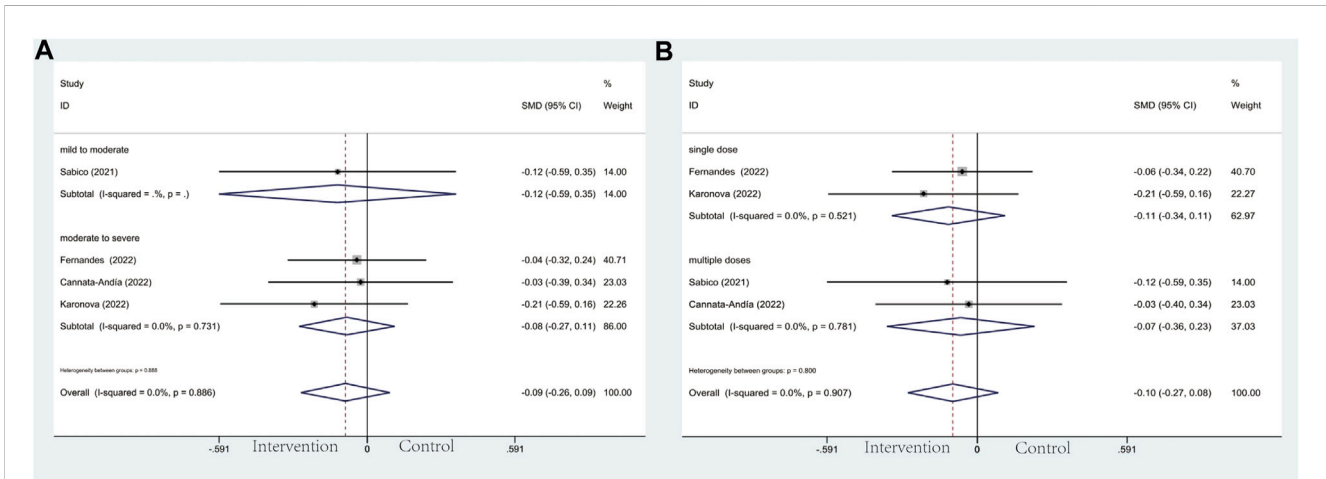 A
Study %
ID SMD (95% CI) Weight
mild to moderate
Sabico (2021) -0.12 (-0.59, 0.35) 14.00
Subtotal (I-squared = .%, p = .) -0.12 (-0.59, 0.35) 14.00
moderate to severe
Fernandes (2022) -0.04 (-0.32, 0.24) 40.71
Cannata-Andía (2022) -0.03 (-0.39, 0.34) 23.03
Karonova (2022) -0.21 (-0.59, 0.16) 22.26
Subtotal (I-squared = 0.0%, p = 0.731) -0.08 (-0.27, 0.11) 86.00
Heterogeneity between groups: p = 0.888
Overall (I-squared = 0.0%, p = 0.886) -0.09 (-0.26, 0.09) 100.00
-.591 Intervention 0 Control .591
B
Study %
ID SMD (95% CI) Weight
single dose
Fernandes (2022) -0.06 (-0.34, 0.22) 40.70
Karonova (2022) -0.21 (-0.59, 0.16) 22.27
Subtotal (I-squared = 0.0%, p = 0.521) -0.11 (-0.34, 0.11) 62.97
multiple doses
Sabico (2021) -0.12 (-0.59, 0.35) 14.00
Cannata-Andía (2022) -0.03 (-0.40, 0.34) 23.03
Subtotal (I-squared = 0.0%, p = 0.781) -0.07 (-0.36, 0.23) 37.03
Heterogeneity between groups: p = 0.800
Overall (I-squared = 0.0%, p = 0.907) -0.10 (-0.27, 0.08) 100.00
-.591 Intervention 0 Control .591